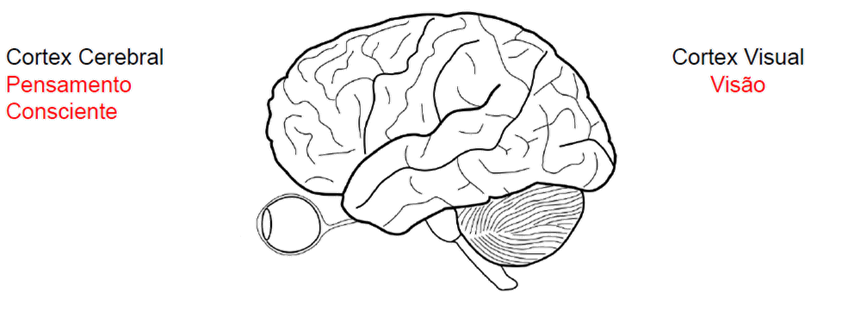 Cortex Cerebral
Pensamento
Consciente
Cortex Visual
Visão